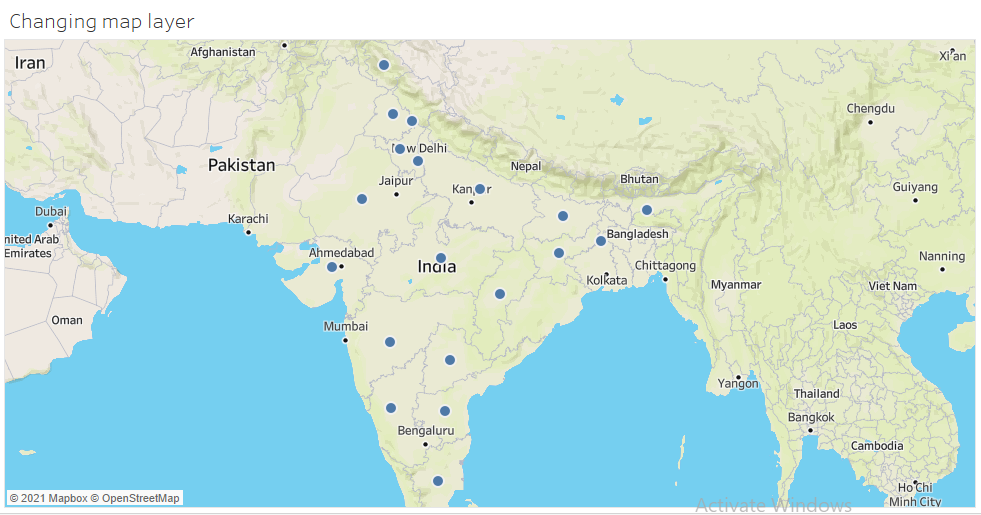 Changing map layer
Afghanistan
Iran
Xi'an
Chengdu
New Delhi
Pakistan
Nepal
Bhutan
Jaipur
Kanpur
Guiyang
Dubai
Karachi
United Arab
Emirates
Bangladesh
Ahmedabad
India
Kolkata
Chittagong
Nanning
Myanmar
Viet Nam
Oman
Mumbai
Laos
Yangon
Thailand
Bangkok
Bengaluru
Cambodia
Ho Chi
Minh City
© 2021 Mapbox © OpenStreetMap
Activate Windows